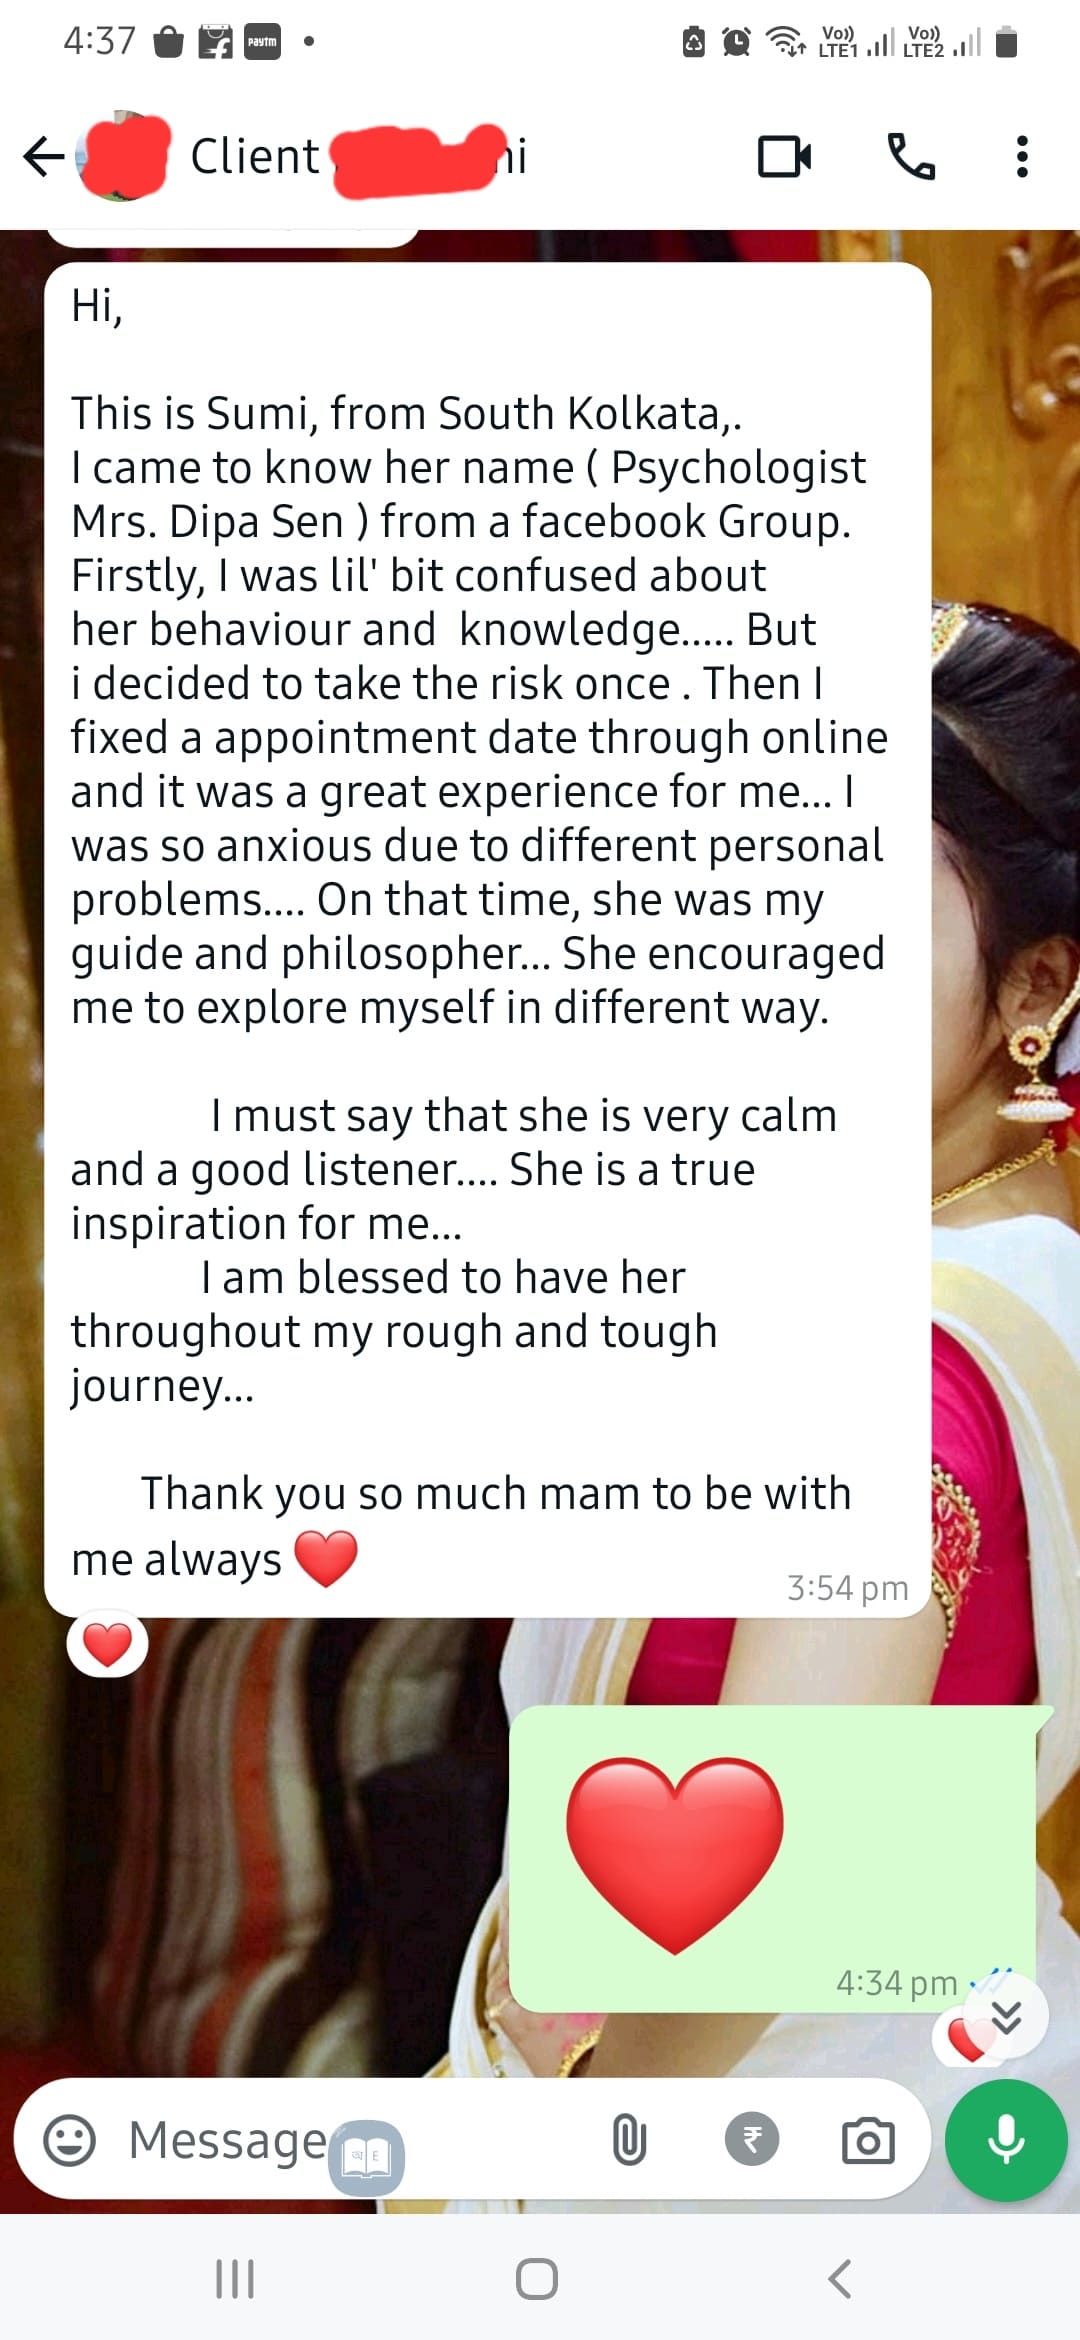 4:37 Paytm Vo)) LTE1 Vo)) LTE2
Client
Hi,
This is Sumi, from South Kolkata,.
I came to know her name ( Psychologist
Mrs. Dipa Sen ) from a facebook Group.
Firstly, I was lil' bit confused about
her behaviour and  knowledge..... But
i decided to take the risk once . Then I
fixed a appointment date through online
and it was a great experience for me... I
was so anxious due to different personal
problems.... On that time, she was my
guide and philosopher... She encouraged
me to explore myself in different way.
I must say that she is very calm
and a good listener.... She is a true
inspiration for me...
I am blessed to have her
throughout my rough and tough
journey...
Thank you so much mam to be with
me always ❤️
3:54 pm
❤️
❤️
4:34 pm
Message
অ E
₹